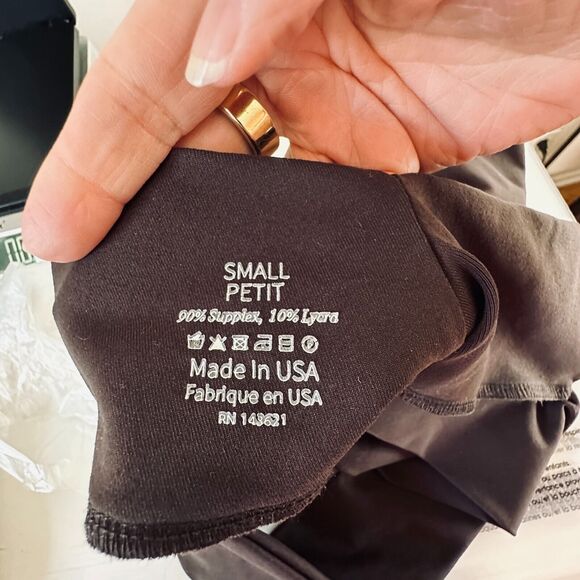 SMALL
PETIT
90% Supplex, 10% Lycra
Made In USA
Fabrique en USA
RN 143621